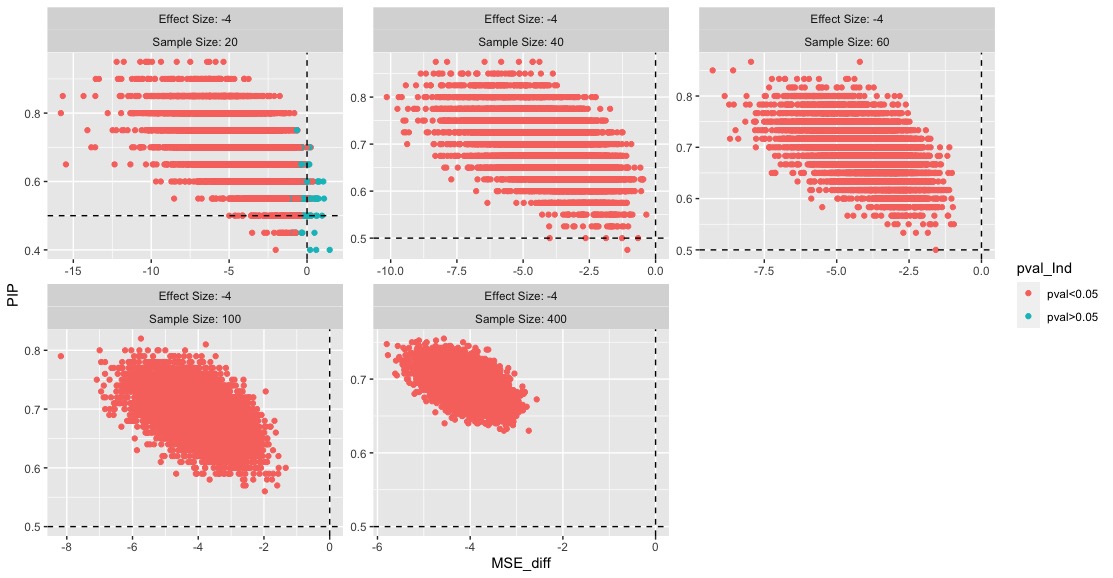 Effect Size: -4
Sample Size: 20
Effect Size: -4
Sample Size: 40
Effect Size: -4
Sample Size: 60
0.8
0.6
0.4
-15
-10
-5
0
0.8
0.7
0.6
0.5
-10.0
-7.5
-5.0
-2.5
0.0
0.8
0.7
0.6
0.5
-7.5
-5.0
-2.5
0.0
PIP
Effect Size: -4
Sample Size: 100
Effect Size: -4
Sample Size: 400
0.8
0.7
0.6
0.5
-8
-6
-4
-2
0
0.7
0.6
0.5
-6
-4
-2
0
MSE_diff
pval_Ind
pval<0.05
pval>0.05